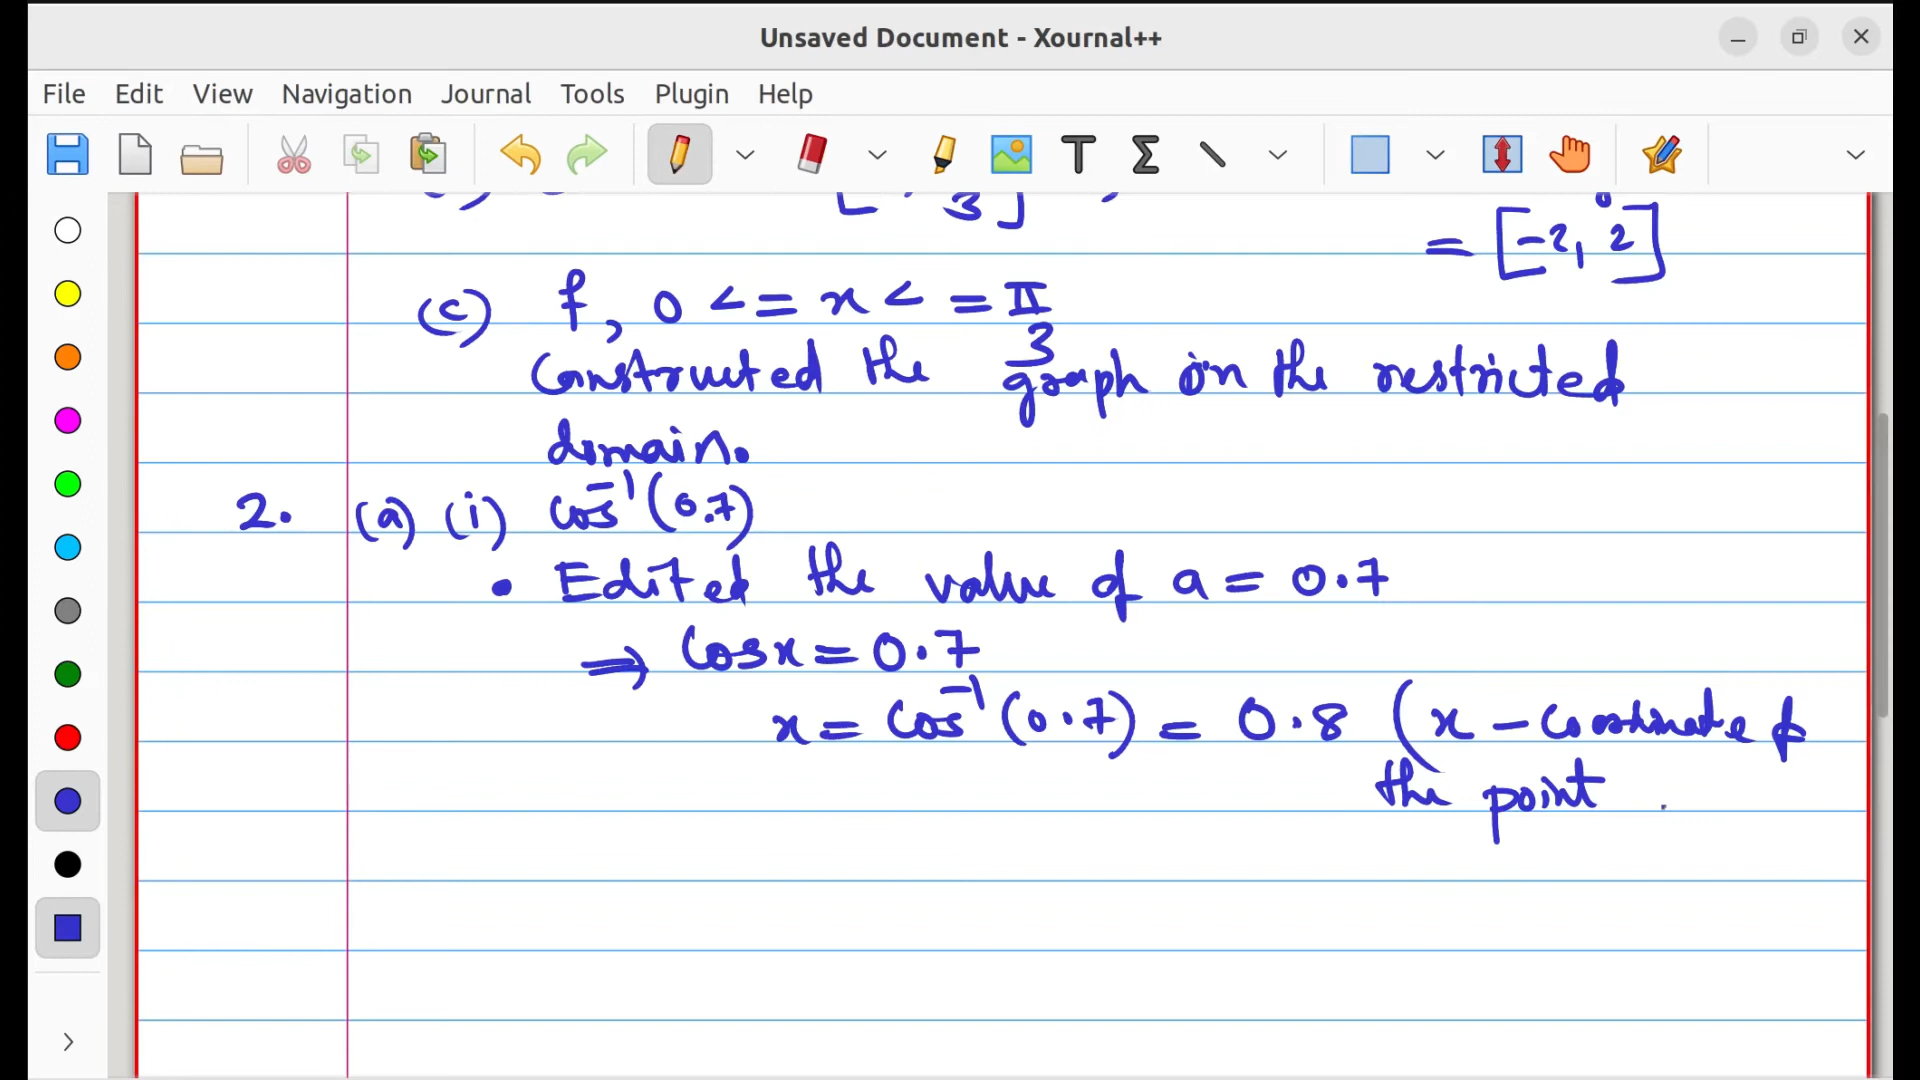 Unsaved Document - Xournal++
File Edit View Navigation Journal Tools Plugin Help
3
= [-2, 2]
(c) f, 0 <= x <= π/3
Constructed the graph on the restricted
domain.
2. (a) (i) cos⁻¹(0.7)
• Edited the value of a = 0.7
⇒ cos x = 0.7
x = cos⁻¹(0.7) = 0.8 (x - coordinate of
the point